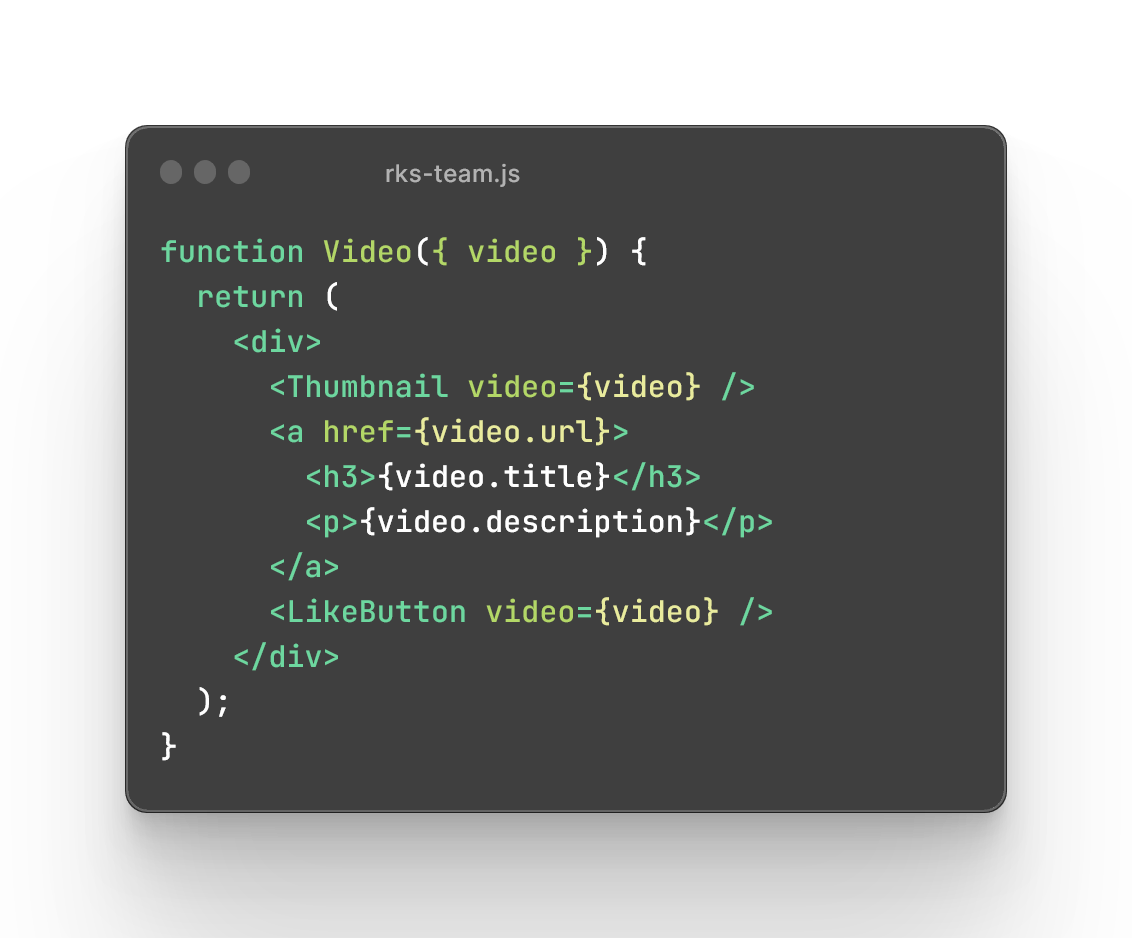 rks-team.js
function Video({ video }) {
  return (
    <div>
      <Thumbnail video={video} />
      <a href={video.url}>
        <h3>{video.title}</h3>
        <p>{video.description}</p>
      </a>
      <LikeButton video={video} />
    </div>
  );
}